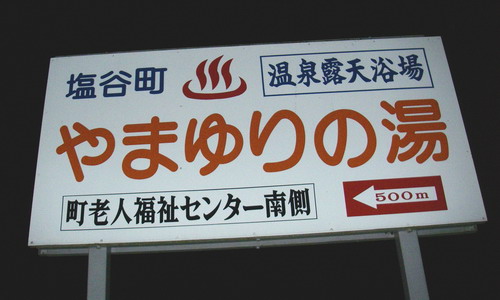 塩谷町 ♨ 温泉露天浴場
やまゆりの湯
町老人福祉センター南側
500m